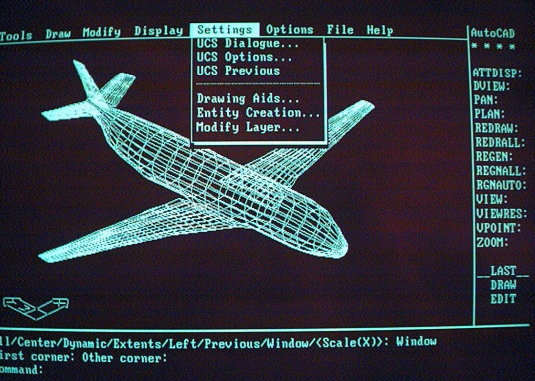 Tools Draw Modify Display Settings Options File Help
UCS Dialogue...
UCS Options...
UCS Previous
Drawing Aids...
Entity Creation...
Modify Layer...
AutoCAD
* * * *
ATTDISP:
DVIEW:
PAN:
PLAN:
REDRAW:
REDRALL:
REGEN:
REGNALL:
RGNAUTO:
VIEW:
VIEWRES:
VPOINT:
ZOOM:
__LAST__
DRAW
EDIT
ll/Center/Dynamic/Extents/Left/Previous/Window/<Scale(X)>: Window
irst corner: Other corner:
ommand: